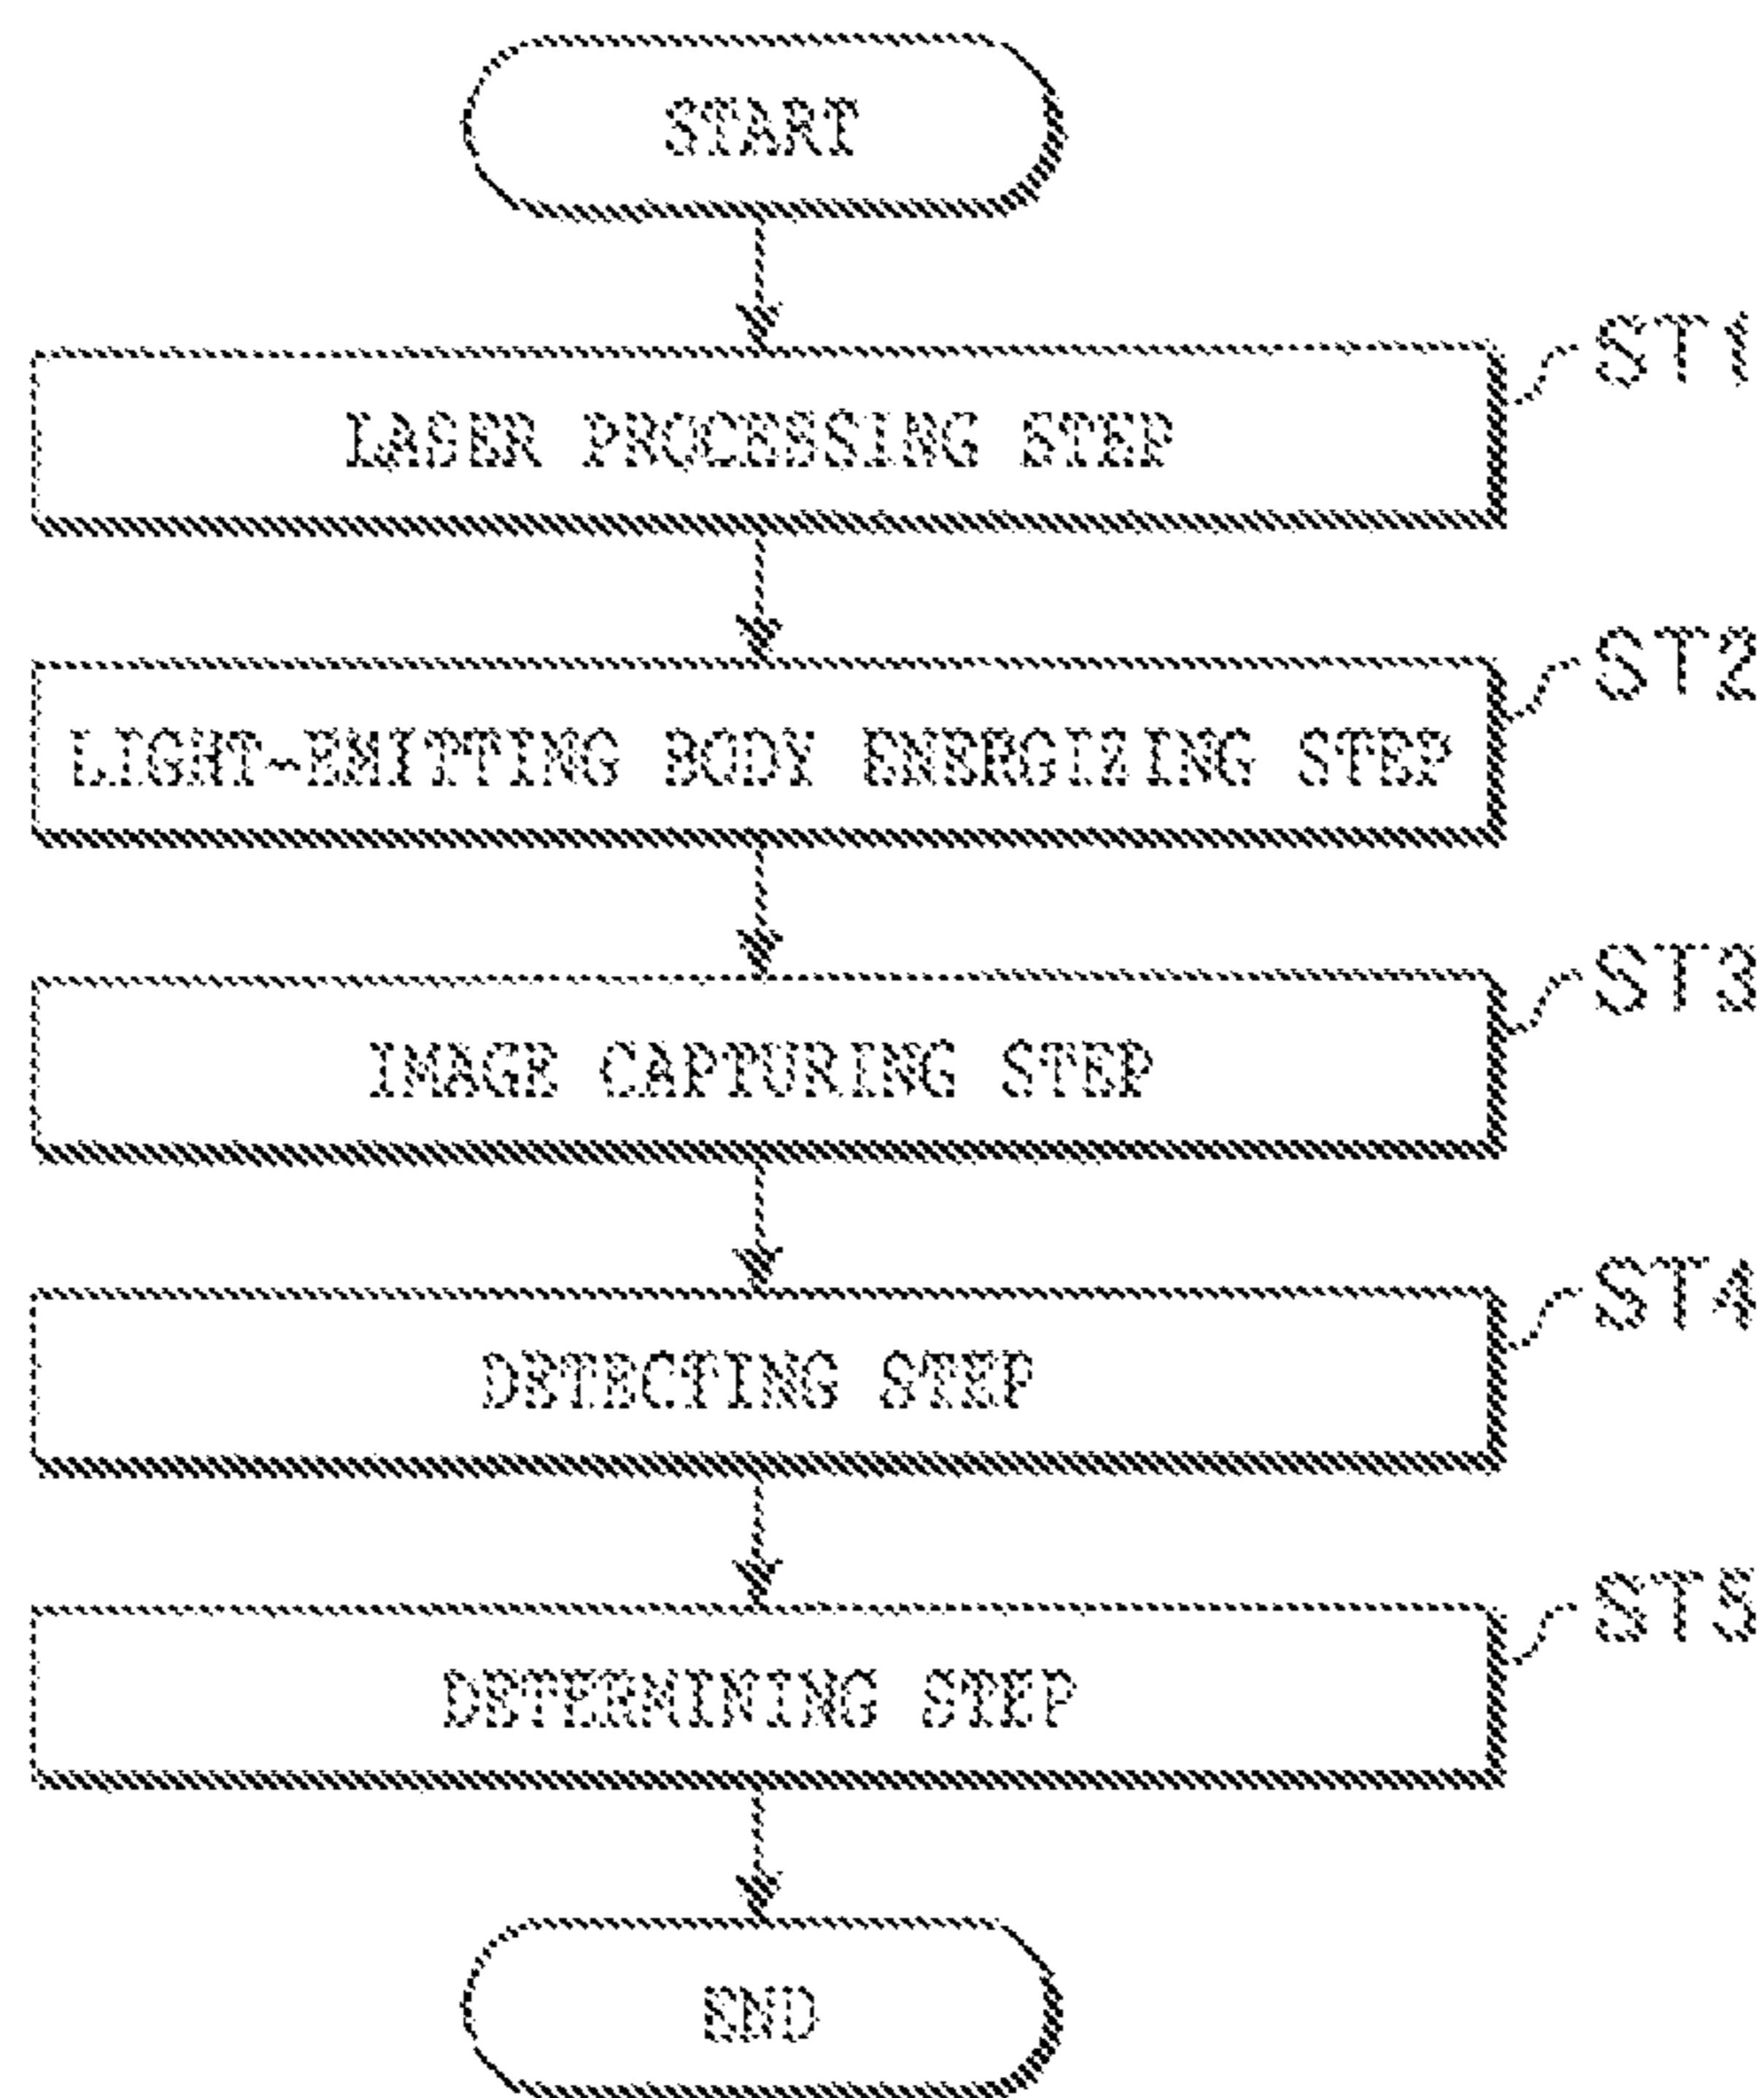 START
LASER PROCESSING STEP
ST1
LIGHT-EMITTING BODY ENERGIZING STEP
ST2
IMAGE CAPTURING STEP
ST3
DETECTING STEP
ST4
DETERMINING STEP
ST5
END